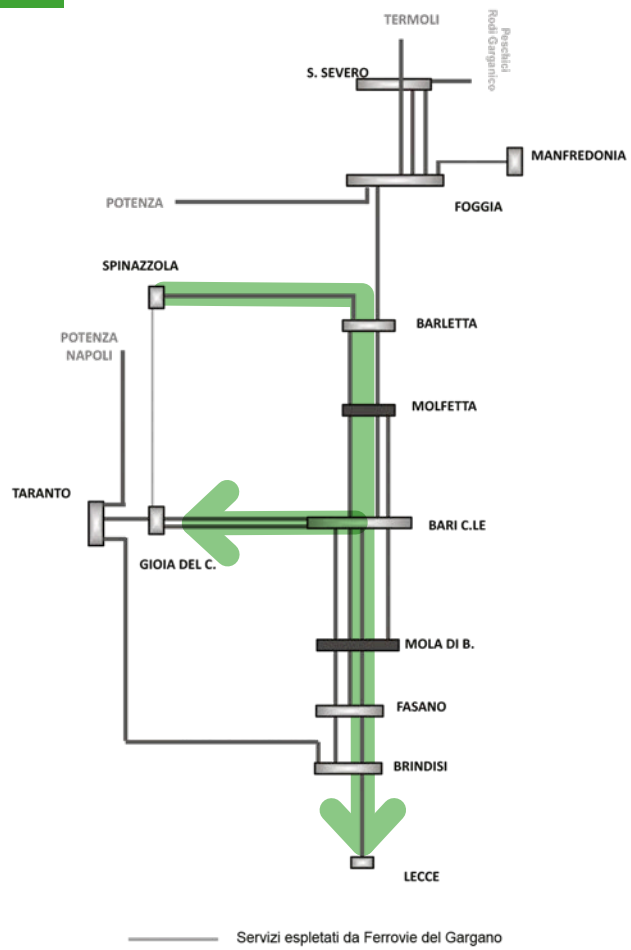 TERMOLI
Peschici
Rodi Garganico
S. SEVERO
MANFREDONIA
POTENZA
FOGGIA
SPINAZZOLA
BARLETTA
POTENZA
NAPOLI
MOLFETTA
TARANTO
BARI C.LE
GIOIA DEL C.
MOLA DI B.
FASANO
BRINDISI
LECCE
Servizi espletati da Ferrovie del Gargano